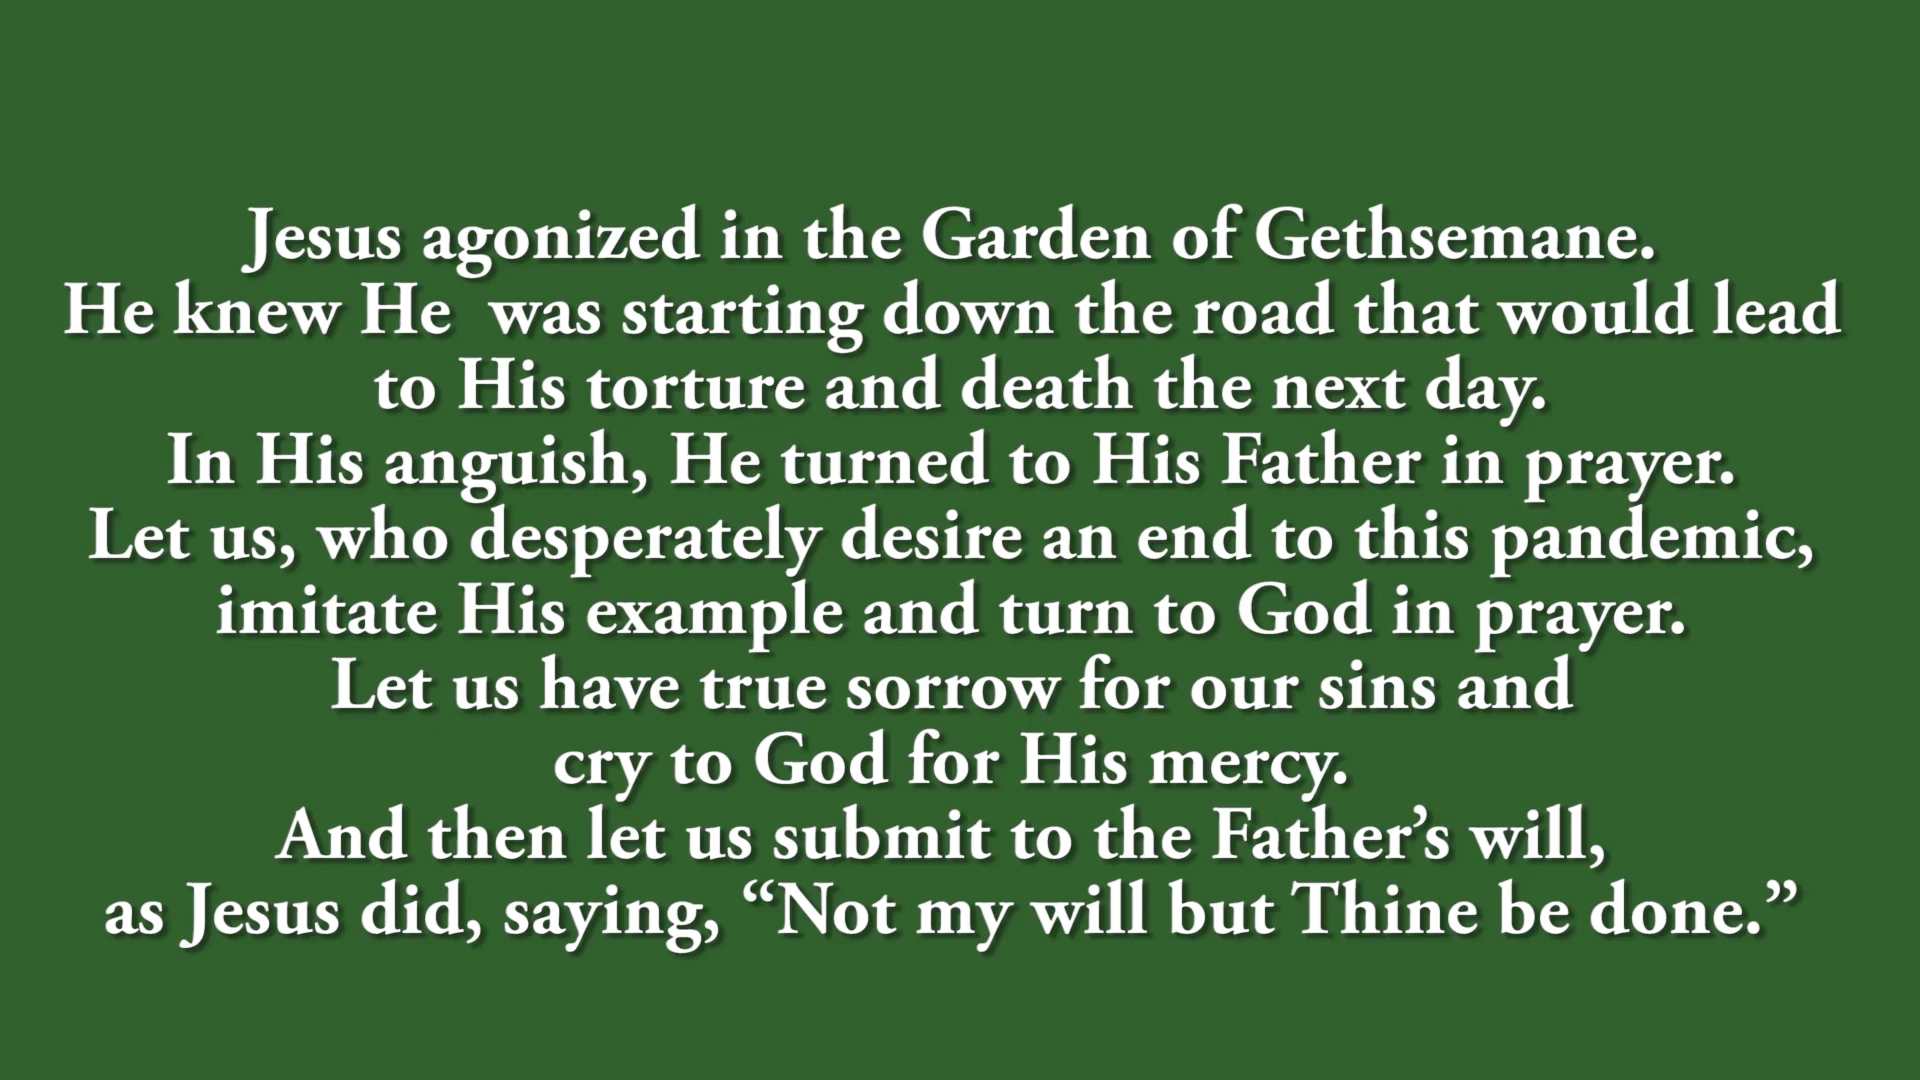 Jesus agonized in the Garden of Gethsemane.
He knew He  was starting down the road that would lead
to His torture and death the next day.
In His anguish, He turned to His Father in prayer.
Let us, who desperately desire an end to this pandemic,
imitate His example and turn to God in prayer.
Let us have true sorrow for our sins and
cry to God for His mercy.
And then let us submit to the Father’s will,
as Jesus did, saying, “Not my will but Thine be done.”